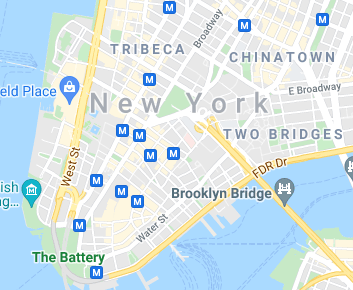 Broadway
TRIBECA
CHINATOWN
E Broadway
eld Place
New York
TWO BRIDGES
West St
FDR Dr
ish
ng...
Brooklyn Bridge
Water St
The Battery
M
M
M
M
M
M
M
M
M
M
M
M